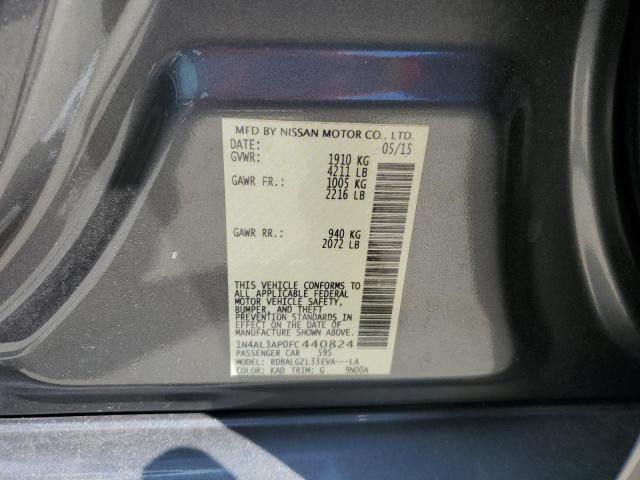 MFD BY NISSAN MOTOR CO., LTD.
DATE: 05/15
GVWR: 1910 KG
4211 LB
GAWR FR.: 1005 KG
2216 LB
GAWR RR.: 940 KG
2072 LB
THIS VEHICLE CONFORMS TO
ALL APPLICABLE FEDERAL
MOTOR VEHICLE SAFETY,
BUMPER, AND THEFT
PREVENTION STANDARDS IN
EFFECT ON THE DATE OF
MANUFACTURE SHOWN ABOVE.
1N4AL3AP0FC440824
PASSENGER CAR 595
MODEL: BDBALGZL33EVA---LA
COLOR: KAD TRIM: G 9N00A